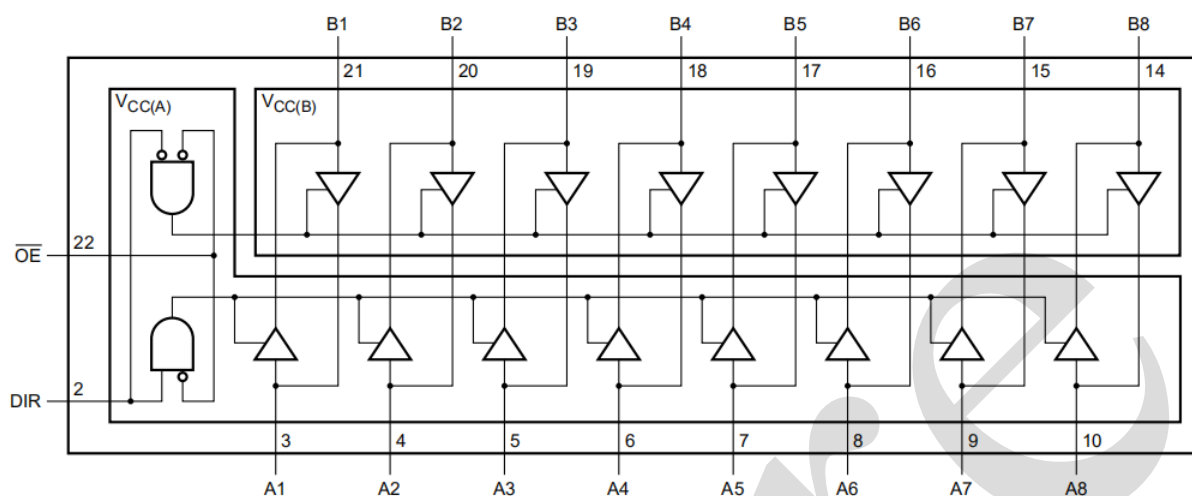 B1 B2 B3 B4 B5 B6 B7 B8
21 20 19 18 17 16 15 14
VCC(A) VCC(B)
22
OE
2
DIR
3 4 5 6 7 8 9 10
A1 A2 A3 A4 A5 A6 A7 A8